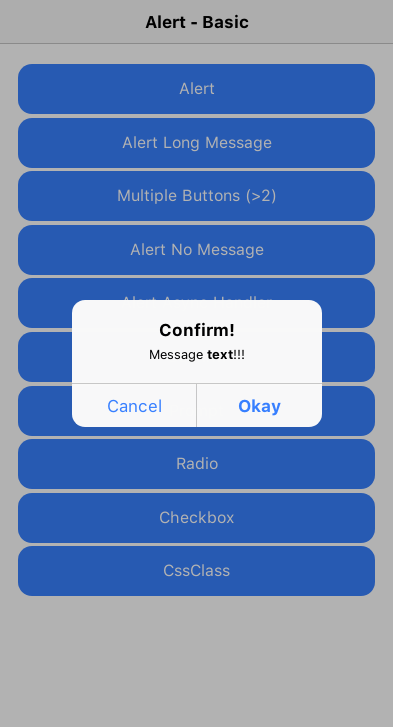 Alert - Basic
Alert
Alert Long Message
Multiple Buttons (>2)
Alert No Message
Confirm!
Message text!!!
Cancel
Okay
Radio
Checkbox
CssClass